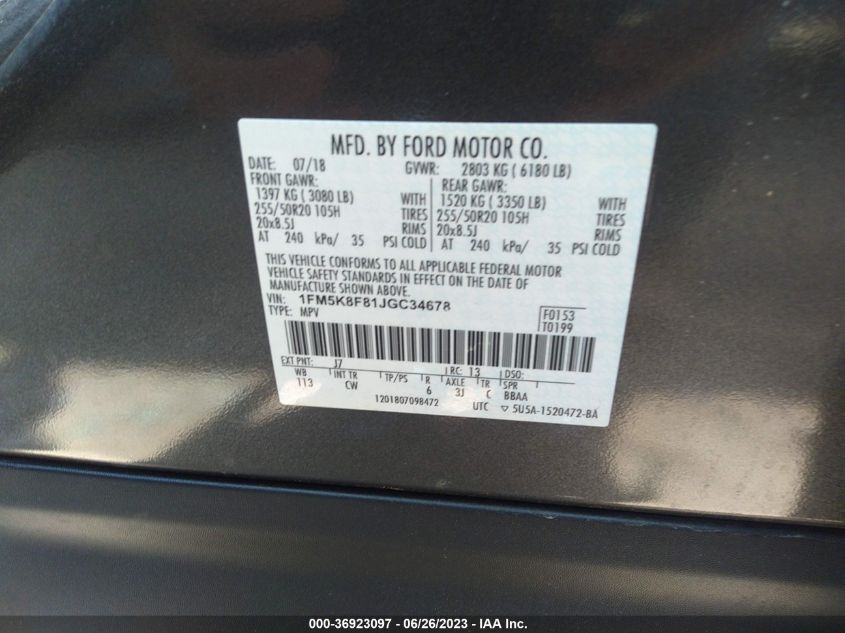 MFD. BY FORD MOTOR CO.
DATE: 07/18 GVWR: 2803 KG ( 6180 LB)
FRONT GAWR: REAR GAWR:
1397 KG ( 3080 LB) WITH 1520 KG ( 3350 LB) WITH
255/50R20 105H TIRES 255/50R20 105H TIRES
20x8.5J RIMS 20x8.5J RIMS
AT 240 kPa/ 35 PSI COLD AT 240 kPa/ 35 PSI COLD
THIS VEHICLE CONFORMS TO ALL APPLICABLE FEDERAL MOTOR
VEHICLE SAFETY STANDARDS IN EFFECT ON THE DATE OF
MANUFACTURE SHOWN ABOVE.
VIN: 1FM5K8F81JGC34678 F0153
TYPE: MPV T0199
EXT PNT: J7 RC: 13 DSO:
WB INT TR TP/PS R AXLE TR SPR
113 CW 6 3J C BBAA
1201807098472 UTC ▽ 5U5A-1520472-BA
000-36923097 - 06/26/2023 - IAA Inc.